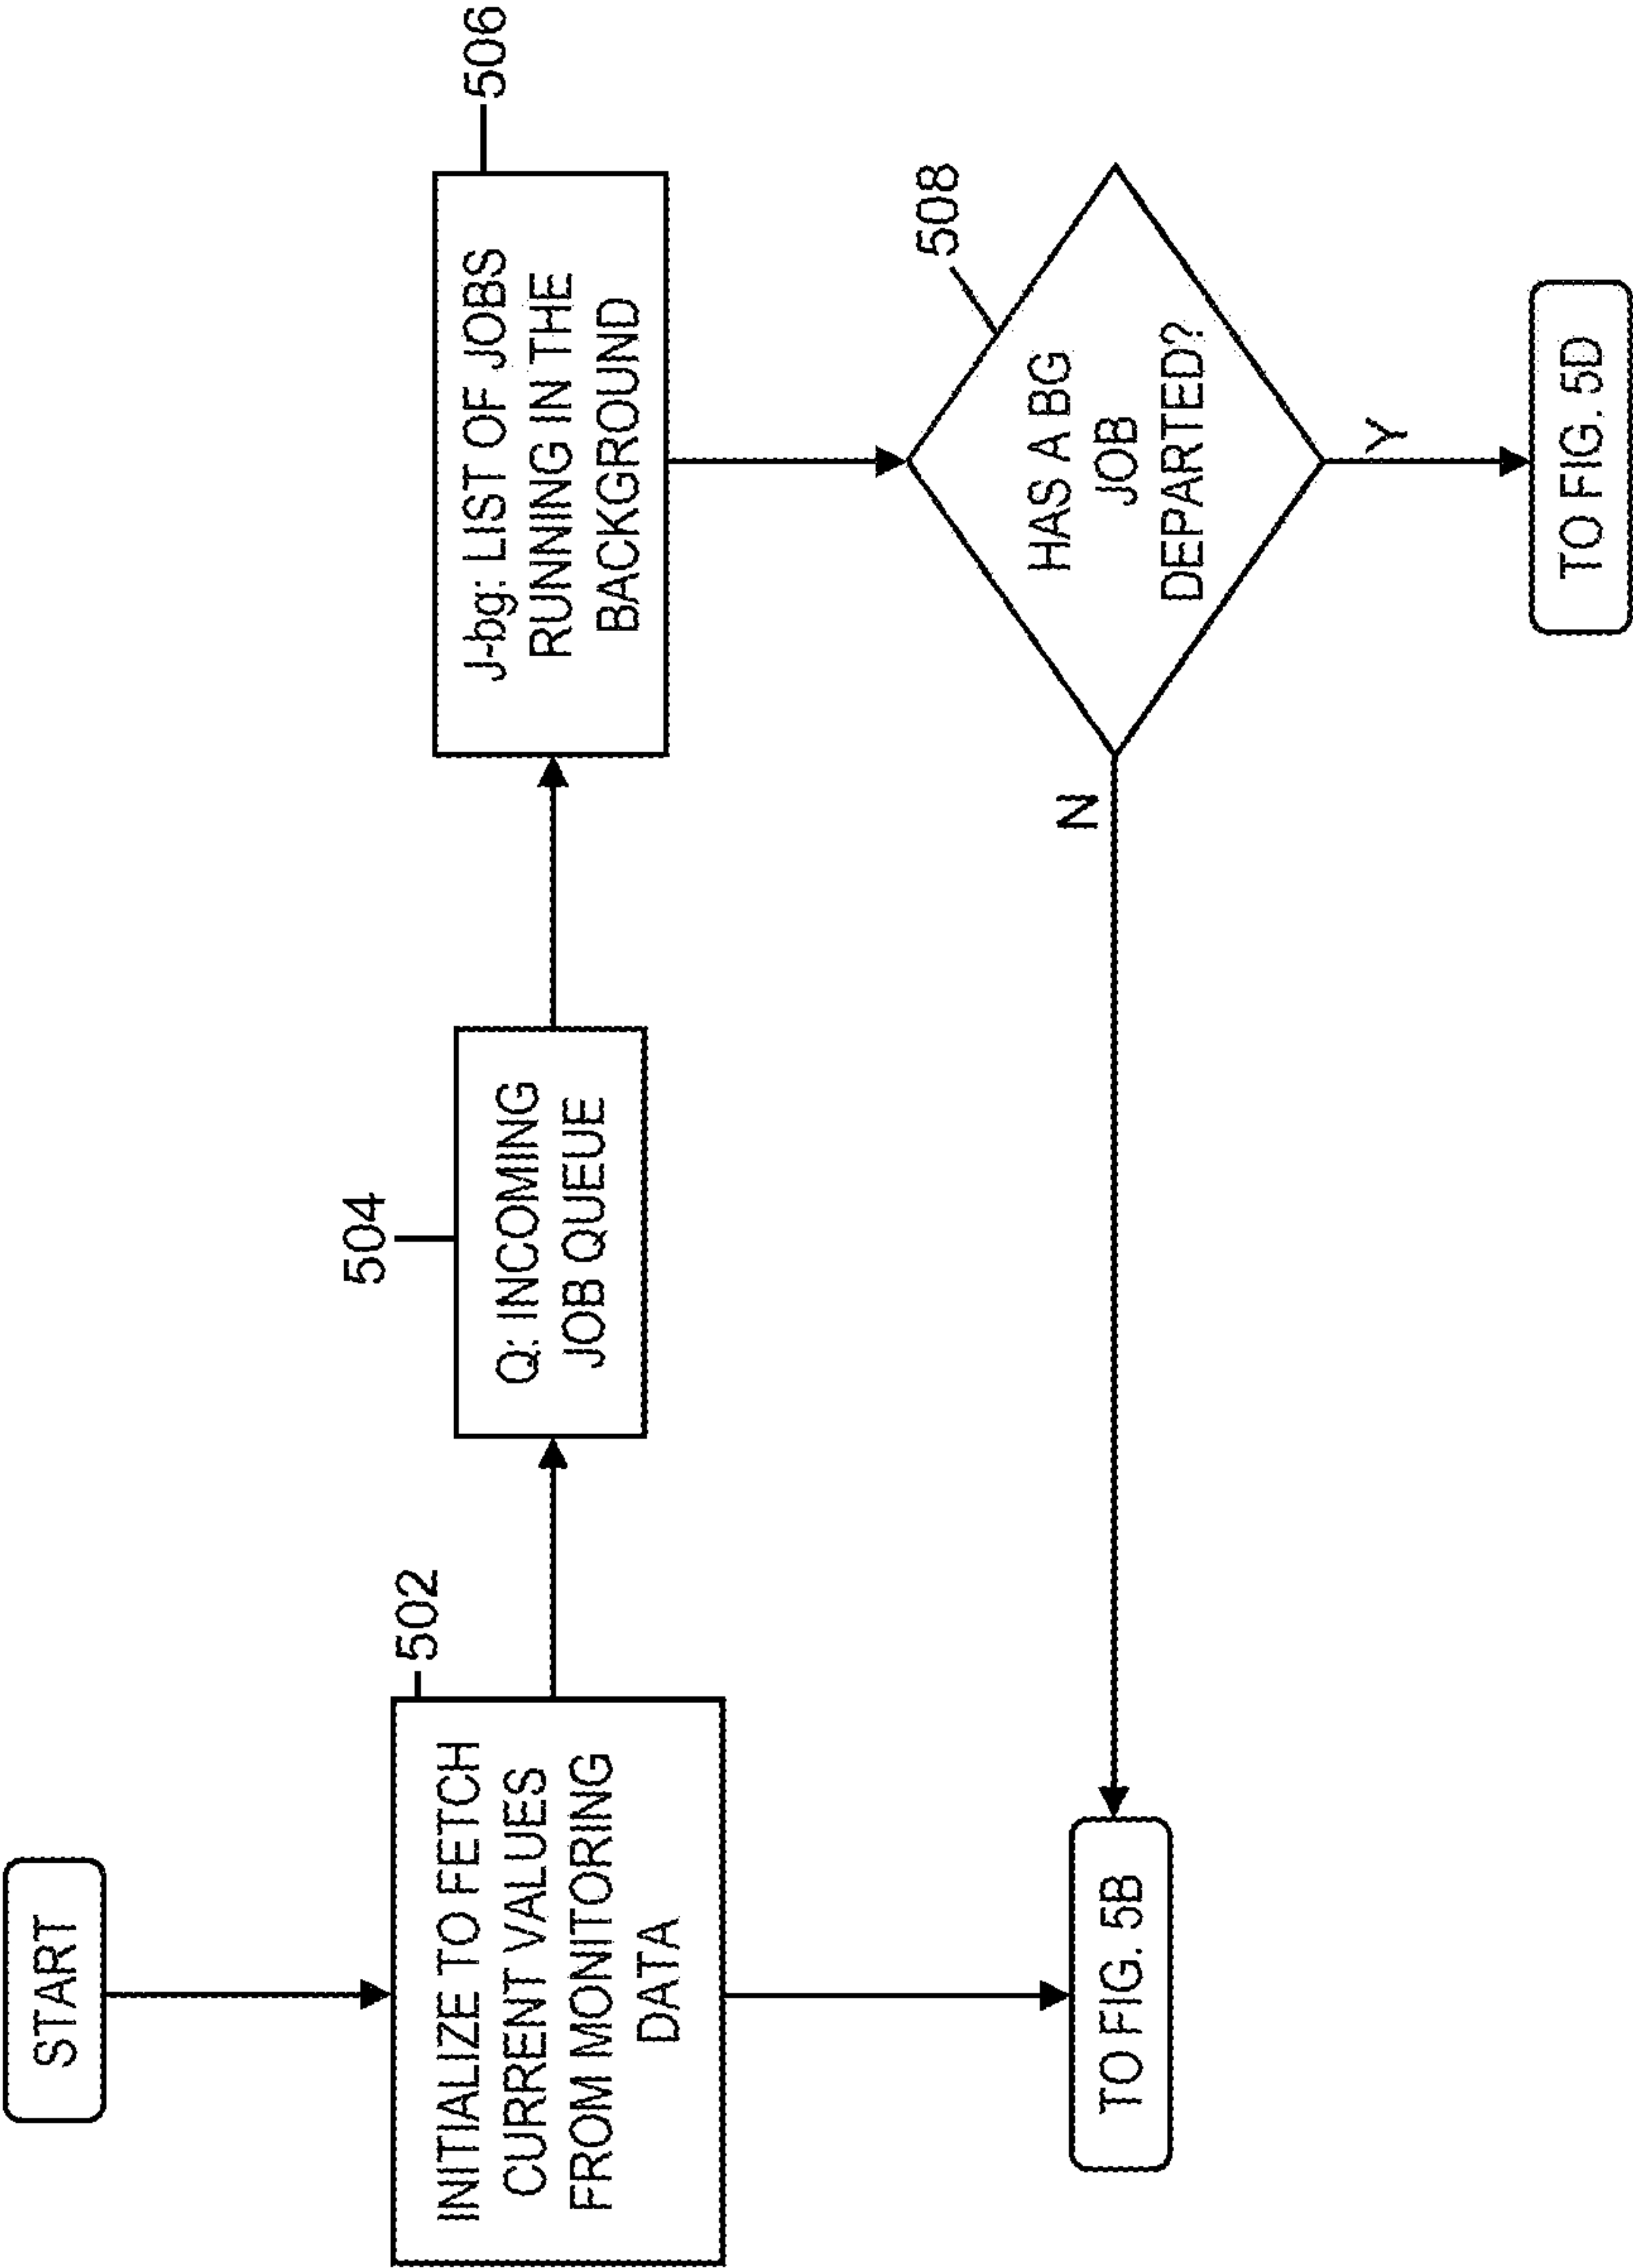 START
502
INITIALIZE TO FETCH
CURRENT VALUES
FROM MONITORING
DATA
504
Q: INCOMING
JOB QUEUE
506
J-bg: LIST OF JOBS
RUNNING IN THE
BACKGROUND
508
HAS A BG
JOB
DEPARTED?
N
Y
TO FIG. 5B
TO FIG. 5D